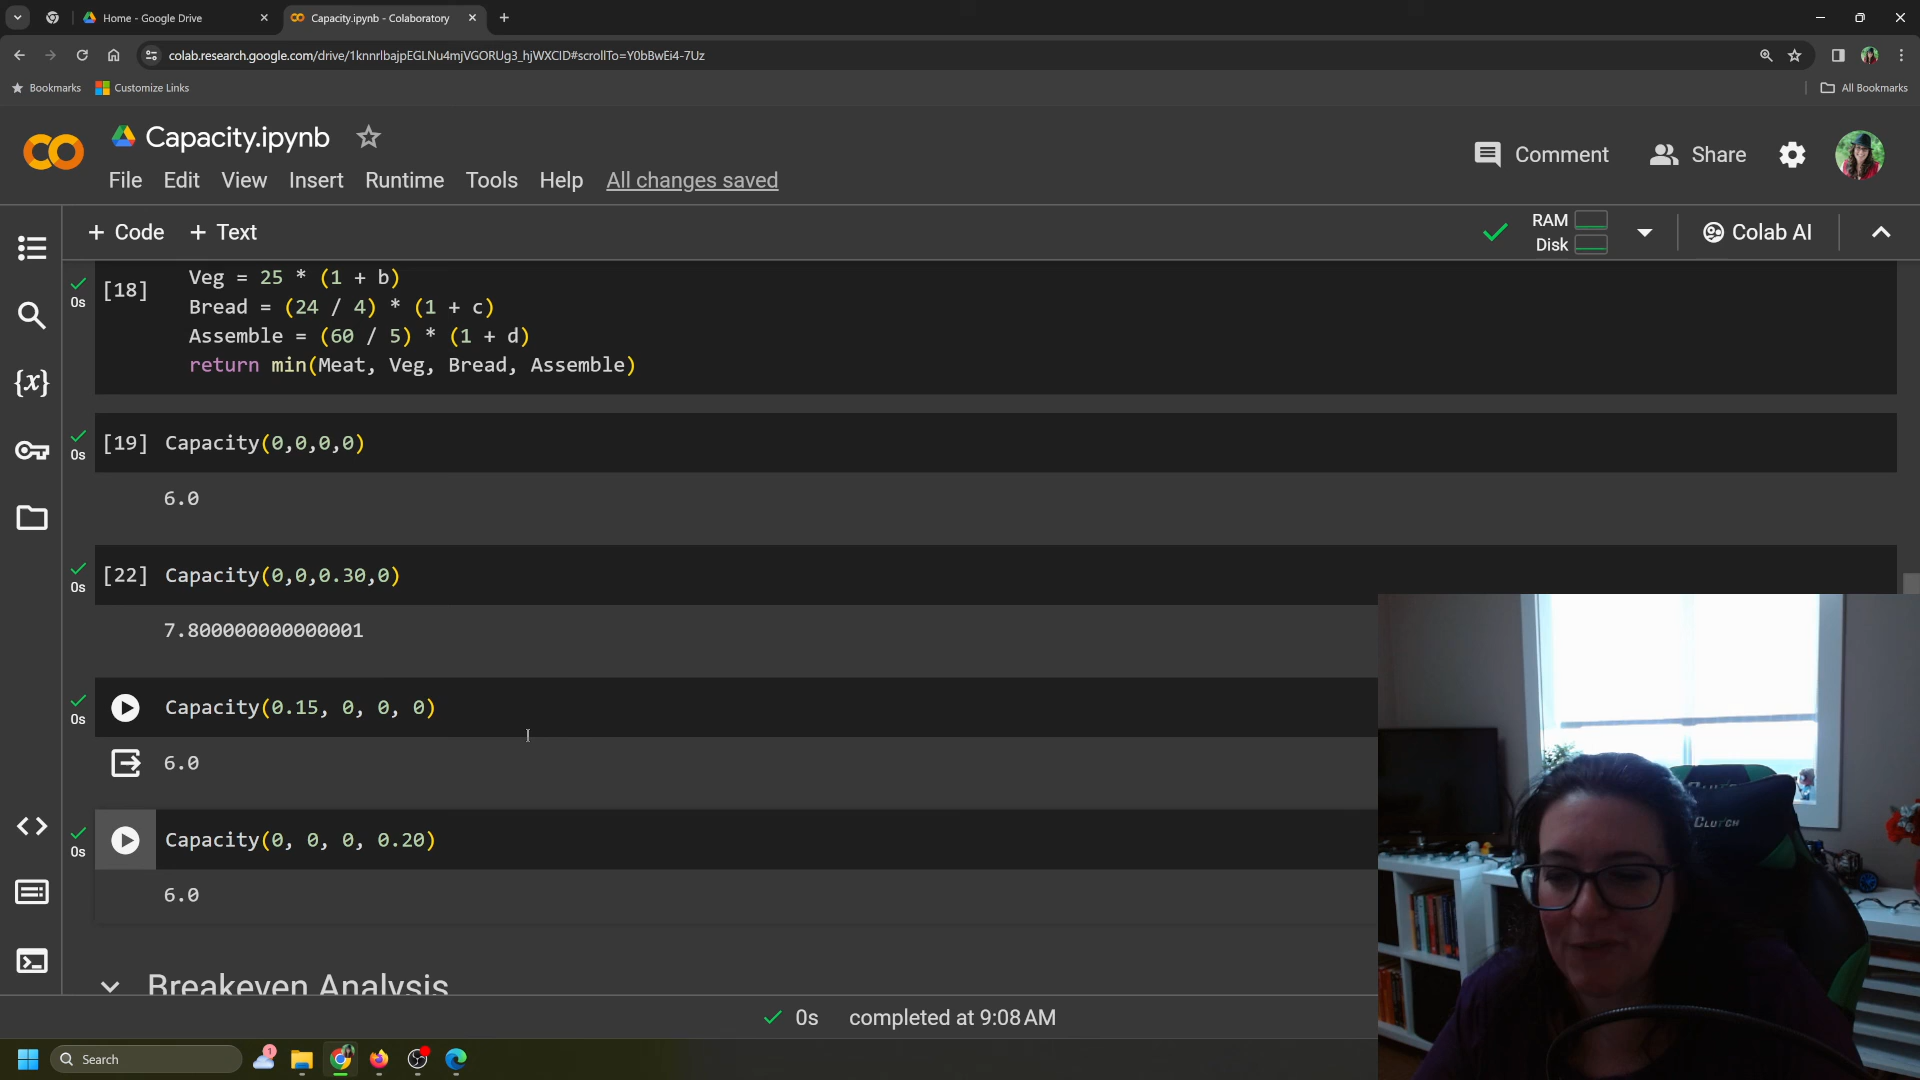 Home - Google Drive
Capacity.ipynb - Colaboratory
colab.research.google.com/drive/1knnrlbajpEGLNu4mjVGORUg3_hjWXCID#scrollTo=Y0bBwEi4-7Uz
Bookmarks
Customize Links
All Bookmarks
Capacity.ipynb
Comment
Share
File Edit View Insert Runtime Tools Help All changes saved
+ Code + Text
RAM
Disk
Colab AI
0s
[18]
Veg = 25 * (1 + b)
Bread = (24 / 4) * (1 + c)
Assemble = (60 / 5) * (1 + d)
return min(Meat, Veg, Bread, Assemble)
{x}
0s
[19] Capacity(0,0,0,0)
6.0
0s
[22] Capacity(0,0,0.30,0)
7.800000000000001
0s
Capacity(0.15, 0, 0, 0)
6.0
0s
Capacity(0, 0, 0, 0.20)
6.0
CLUTCH
Breakeven Analysis
0s completed at 9:08 AM
Search
1